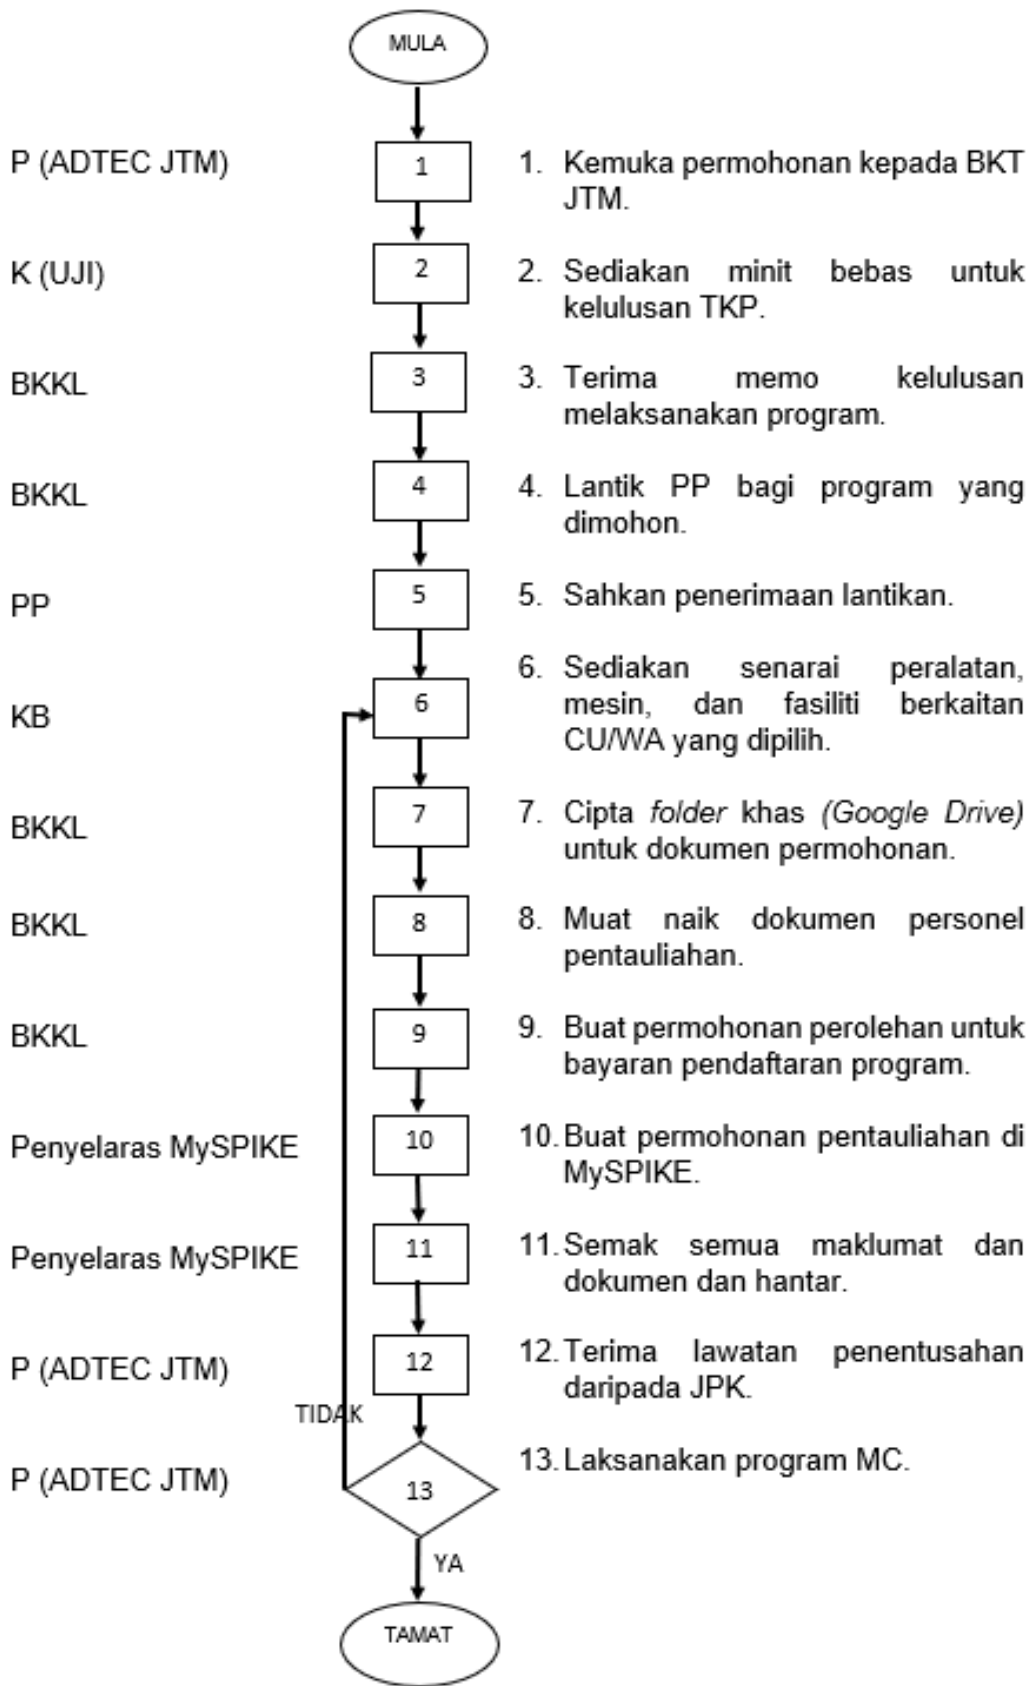 MULA
P (ADTEC JTM)
1
1. Kemuka permohonan kepada BKT
JTM.
K (UJI)
2
2. Sediakan minit bebas untuk
kelulusan TKP.
BKKL
3
3. Terima memo kelulusan
melaksanakan program.
BKKL
4
4. Lantik PP bagi program yang
dimohon.
PP
5
5. Sahkan penerimaan lantikan.
KB
6
6. Sediakan senarai peralatan,
mesin, dan fasiliti berkaitan
CU/WA yang dipilih.
BKKL
7
7. Cipta folder khas (Google Drive)
untuk dokumen permohonan.
BKKL
8
8. Muat naik dokumen personel
pentauliahan.
BKKL
9
9. Buat permohonan perolehan untuk
bayaran pendaftaran program.
Penyelaras MySPIKE
10
10. Buat permohonan pentauliahan di
MySPIKE.
Penyelaras MySPIKE
11
11. Semak semua maklumat dan
dokumen dan hantar.
P (ADTEC JTM)
12
12. Terima lawatan penentusahan
daripada JPK.
TIDAK
P (ADTEC JTM)
13
13. Laksanakan program MC.
YA
TAMAT